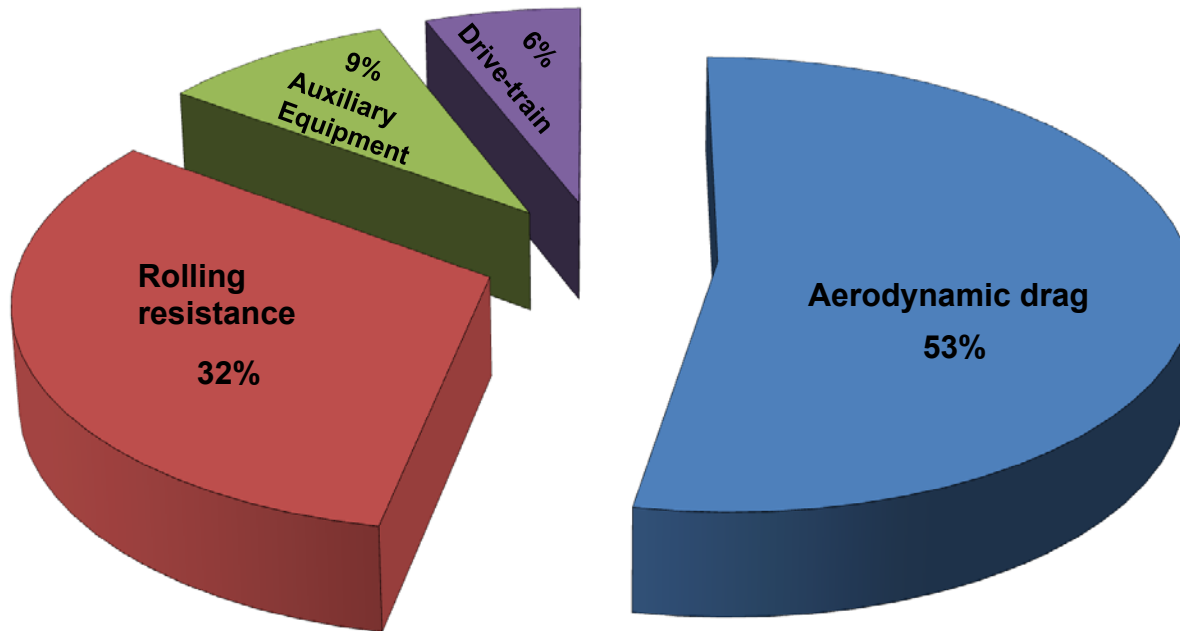 6%
Drive-train
9%
Auxiliary
Equipment
Rolling
resistance
32%
Aerodynamic drag
53%